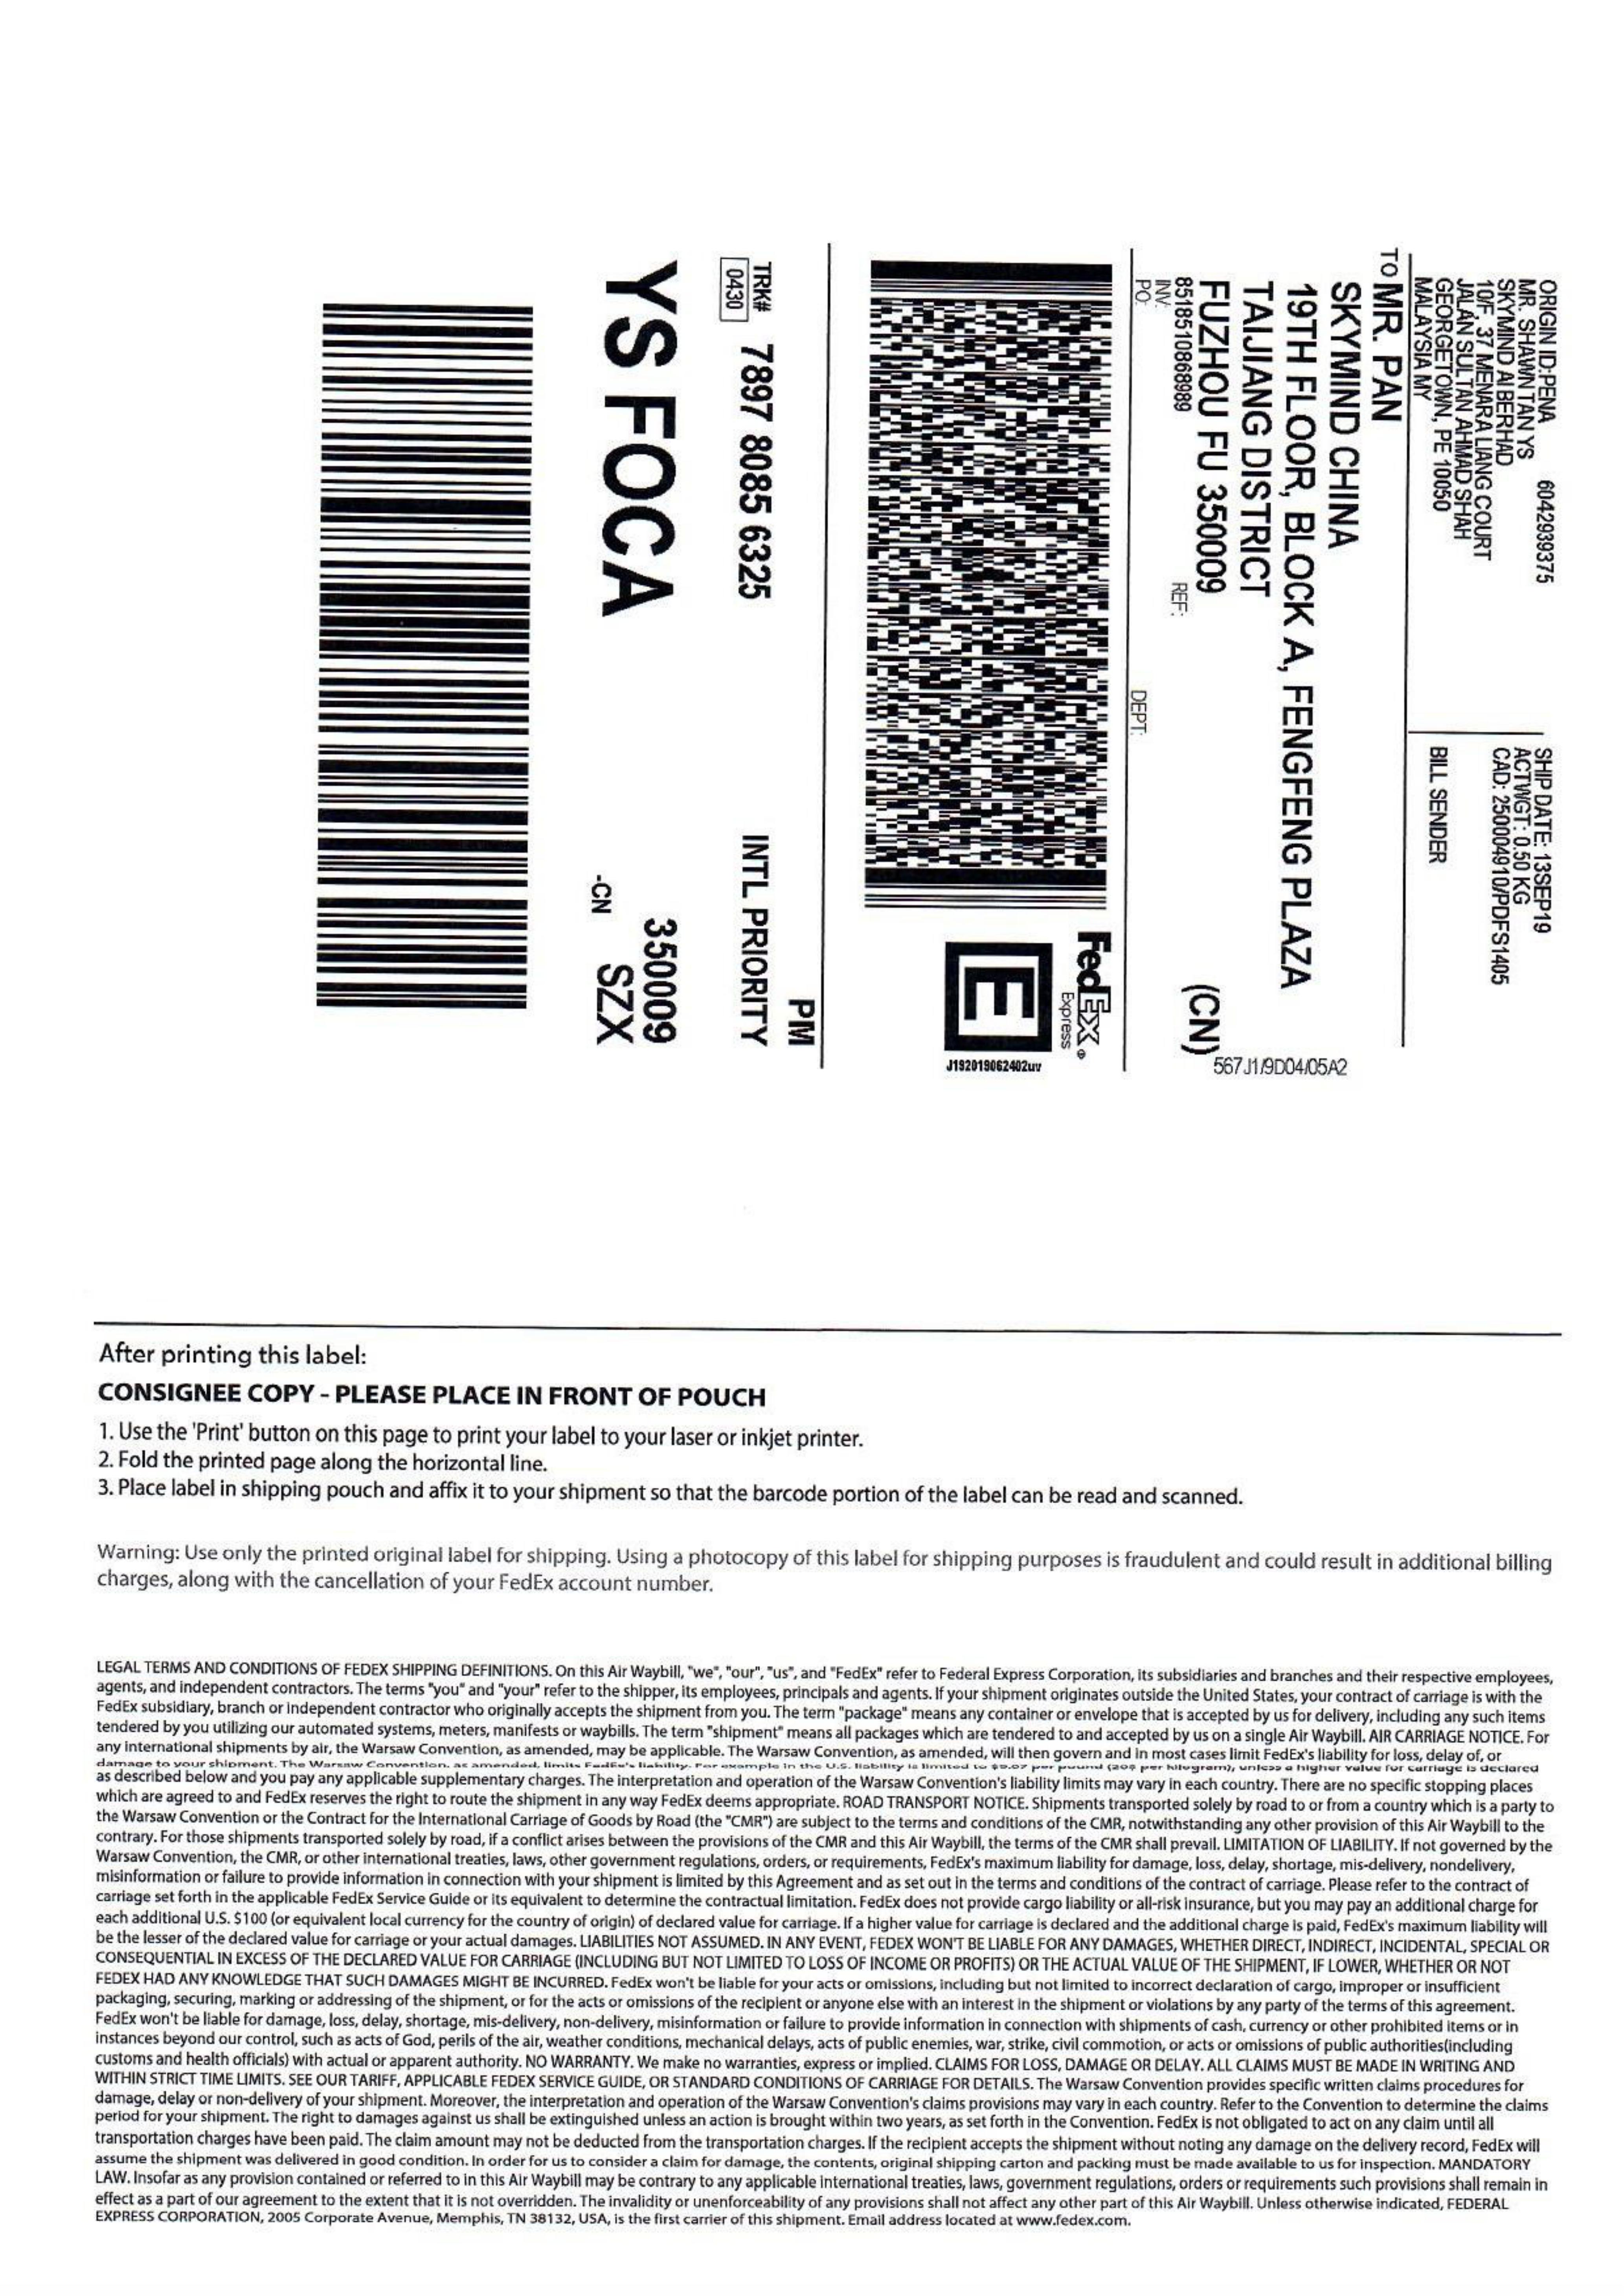 ORIGIN ID:PENA 6042939375
MR. SHAWN TAN YS
SKYMIND AI BERHAD
10/F, 37 MENARA LIANG COURT
JALAN SULTAN AHMAD SHAH
GEORGETOWN, PE 10050
MALAYSIA MY
SHIP DATE: 13SEP19
ACTWGT: 0.50 KG
CAD: 250004910/PDFS1405
BILL SENDER
TO MR. PAN
SKYMIND CHINA
19TH FLOOR, BLOCK A, FENGFENG PLAZA
TAIJIANG DISTRICT
FUZHOU FU 350009
(CN)
567J1/9D04/05A2
8518510868989
REF:
INV:
PO:
DEPT:
FedEx®
Express
E
J192019062402uv
TRK# 7897 8085 6325
0430
PM
INTL PRIORITY
YS FOCA
350009
-CN SZX
After printing this label:
CONSIGNEE COPY - PLEASE PLACE IN FRONT OF POUCH
1. Use the 'Print' button on this page to print your label to your laser or inkjet printer.
2. Fold the printed page along the horizontal line.
3. Place label in shipping pouch and affix it to your shipment so that the barcode portion of the label can be read and scanned.
Warning: Use only the printed original label for shipping. Using a photocopy of this label for shipping purposes is fraudulent and could result in additional billing
charges, along with the cancellation of your FedEx account number.
LEGAL TERMS AND CONDITIONS OF FEDEX SHIPPING DEFINITIONS. On this Air Waybill, "we", "our", "us", and "FedEx" refer to Federal Express Corporation, its subsidiaries and branches and their respective employees,
agents, and independent contractors. The terms "you" and "your" refer to the shipper, its employees, principals and agents. If your shipment originates outside the United States, your contract of carriage is with the
FedEx subsidiary, branch or independent contractor who originally accepts the shipment from you. The term "package" means any container or envelope that is accepted by us for delivery, including any such items
tendered by you utilizing our automated systems, meters, manifests or waybills. The term "shipment" means all packages which are tendered to and accepted by us on a single Air Waybill. AIR CARRIAGE NOTICE. For
any international shipments by air, the Warsaw Convention, as amended, may be applicable. The Warsaw Convention, as amended, will then govern and in most cases limit FedEx's liability for loss, delay of, or
damage to your shipment. The Warsaw Convention, as amended, limits FedEx's liability. For example in the U.S. liability is limited to per pound per kilogram), unless a higher value for carriage is declared
as described below and you pay any applicable supplementary charges. The interpretation and operation of the Warsaw Convention's liability limits may vary in each country. There are no specific stopping places
which are agreed to and FedEx reserves the right to route the shipment in any way FedEx deems appropriate. ROAD TRANSPORT NOTICE. Shipments transported solely by road to or from a country which is a party to
the Warsaw Convention or the Contract for the International Carriage of Goods by Road (the "CMR") are subject to the terms and conditions of the CMR, notwithstanding any other provision of this Air Waybill to the
contrary. For those shipments transported solely by road, if a conflict arises between the provisions of the CMR and this Air Waybill, the terms of the CMR shall prevail. LIMITATION OF LIABILITY. If not governed by the
Warsaw Convention, the CMR, or other international treaties, laws, other government regulations, orders, or requirements, FedEx's maximum liability for damage, loss, delay, shortage, mis-delivery, nondelivery,
misinformation or failure to provide information in connection with your shipment is limited by this Agreement and as set out in the terms and conditions of the contract of carriage. Please refer to the contract of
carriage set forth in the applicable FedEx Service Guide or its equivalent to determine the contractual limitation. FedEx does not provide cargo liability or all-risk insurance, but you may pay an additional charge for
each additional U.S. $100 (or equivalent local currency for the country of origin) of declared value for carriage. If a higher value for carriage is declared and the additional charge is paid, FedEx's maximum liability will
be the lesser of the declared value for carriage or your actual damages. LIABILITIES NOT ASSUMED. IN ANY EVENT, FEDEX WON'T BE LIABLE FOR ANY DAMAGES, WHETHER DIRECT, INDIRECT, INCIDENTAL, SPECIAL OR
CONSEQUENTIAL IN EXCESS OF THE DECLARED VALUE FOR CARRIAGE (INCLUDING BUT NOT LIMITED TO LOSS OF INCOME OR PROFITS) OR THE ACTUAL VALUE OF THE SHIPMENT, IF LOWER, WHETHER OR NOT
FEDEX HAD ANY KNOWLEDGE THAT SUCH DAMAGES MIGHT BE INCURRED. FedEx won't be liable for your acts or omissions, including but not limited to incorrect declaration of cargo, improper or insufficient
packaging, securing, marking or addressing of the shipment, or for the acts or omissions of the recipient or anyone else with an interest in the shipment or violations by any party of the terms of this agreement.
FedEx won't be liable for damage, loss, delay, shortage, mis-delivery, non-delivery, misinformation or failure to provide information in connection with shipments of cash, currency or other prohibited items or in
instances beyond our control, such as acts of God, perils of the air, weather conditions, mechanical delays, acts of public enemies, war, strike, civil commotion, or acts or omissions of public authorities(including
customs and health officials) with actual or apparent authority. NO WARRANTY. We make no warranties, express or implied. CLAIMS FOR LOSS, DAMAGE OR DELAY. ALL CLAIMS MUST BE MADE IN WRITING AND
WITHIN STRICT TIME LIMITS. SEE OUR TARIFF, APPLICABLE FEDEX SERVICE GUIDE, OR STANDARD CONDITIONS OF CARRIAGE FOR DETAILS. The Warsaw Convention provides specific written claims procedures for
damage, delay or non-delivery of your shipment. Moreover, the interpretation and operation of the Warsaw Convention's claims provisions may vary in each country. Refer to the Convention to determine the claims
period for your shipment. The right to damages against us shall be extinguished unless an action is brought within two years, as set forth in the Convention. FedEx is not obligated to act on any claim until all
transportation charges have been paid. The claim amount may not be deducted from the transportation charges. If the recipient accepts the shipment without noting any damage on the delivery record, FedEx will
assume the shipment was delivered in good condition. In order for us to consider a claim for damage, the contents, original shipping carton and packing must be made available to us for inspection. MANDATORY
LAW. Insofar as any provision contained or referred to in this Air Waybill may be contrary to any applicable international treaties, laws, government regulations, orders or requirements such provisions shall remain in
effect as a part of our agreement to the extent that it is not overridden. The invalidity or unenforceability of any provisions shall not affect any other part of this Air Waybill. Unless otherwise indicated, FEDERAL
EXPRESS CORPORATION, 2005 Corporate Avenue, Memphis, TN 38132, USA, is the first carrier of this shipment. Email address located at www.fedex.com.